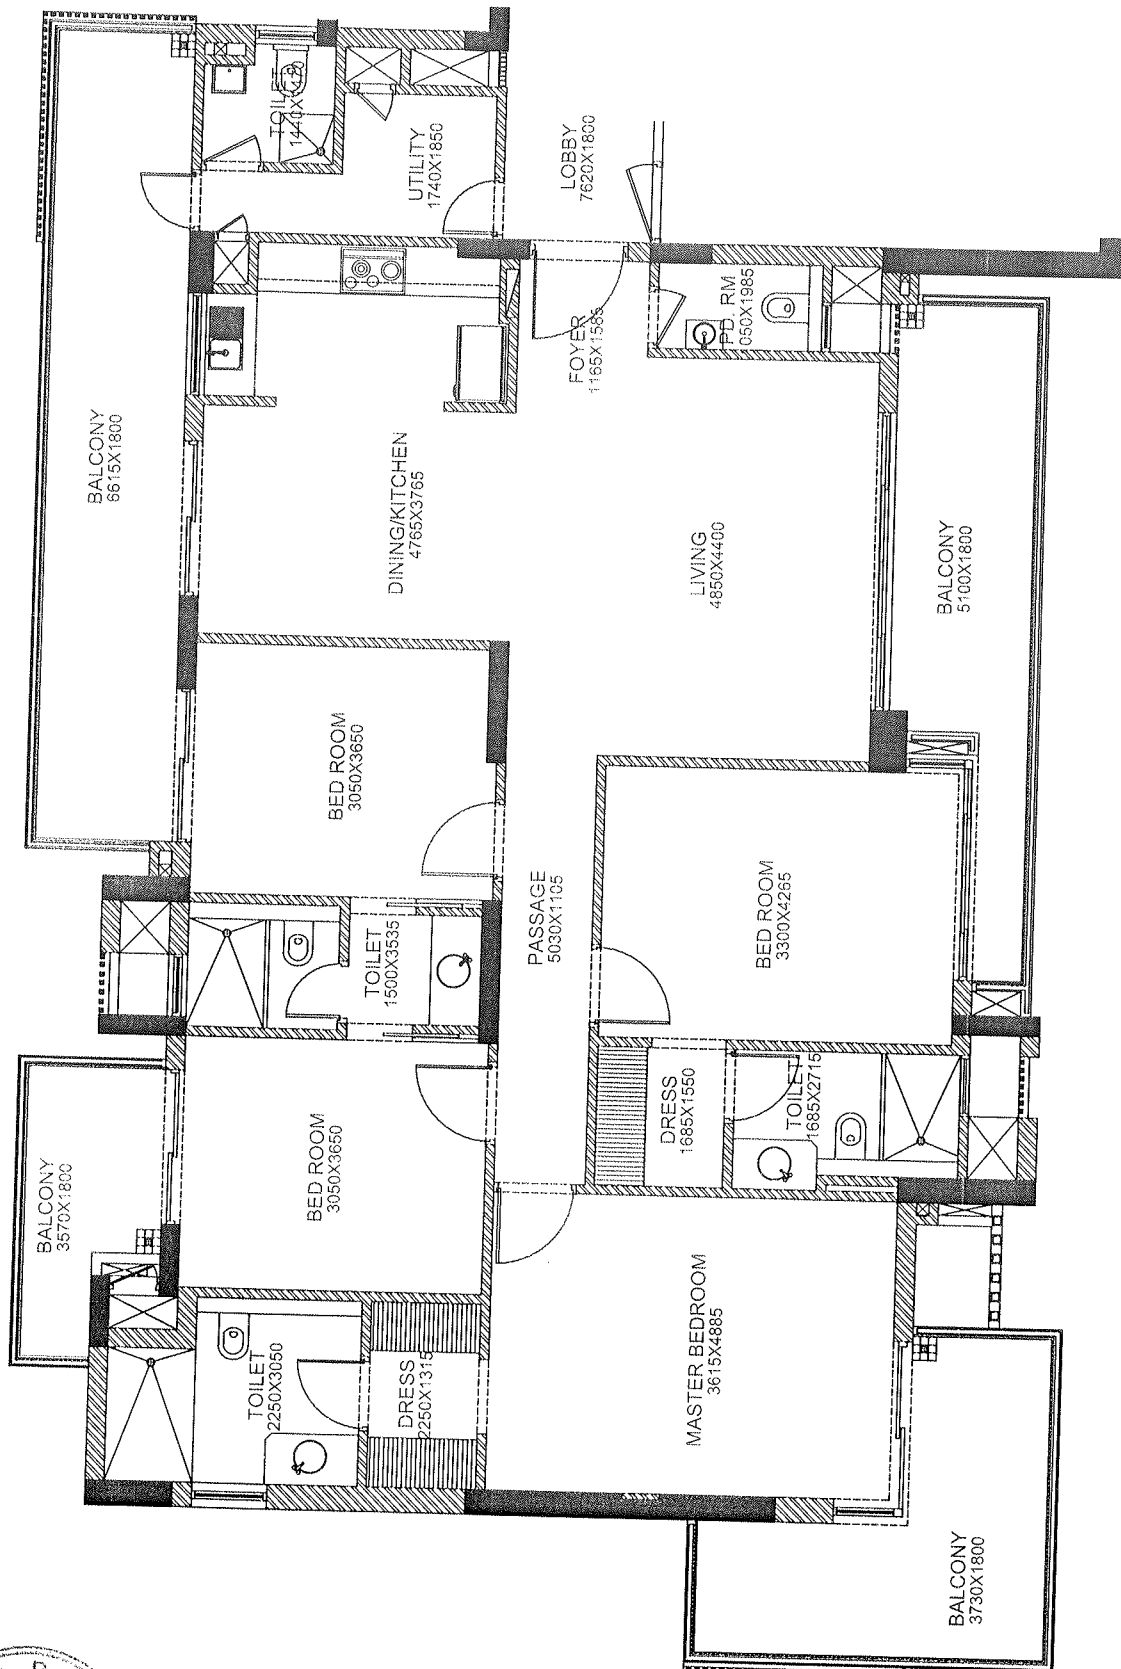 BALCONY
6615X1800
TOILET
UTILITY
1740X1850
LOBBY
7620X1800
DINING/KITCHEN
4765X3765
FOYER
1165X1585
PD. RM
050X1985
LIVING
4850X4400
BALCONY
5100X1800
BED ROOM
3050X3650
TOILET
1500X3535
PASSAGE
5030X1105
BED ROOM
3300X4265
BALCONY
3570X1800
BED ROOM
3050X3650
DRESS
1685X1550
TOILET
1685X2715
TOILET
2250X3050
DRESS
2250X1315
MASTER BEDROOM
3615X4885
BALCONY
3730X1800